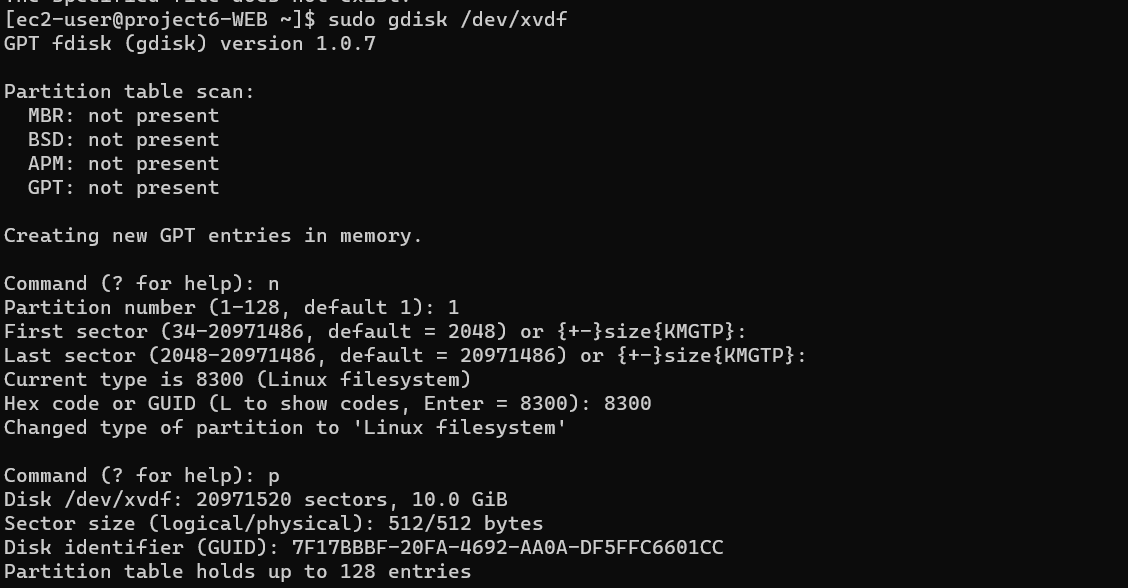 The specified file does not exist.
[ec2-user@project6-WEB ~]$ sudo gdisk /dev/xvdf
GPT fdisk (gdisk) version 1.0.7
Partition table scan:
  MBR: not present
  BSD: not present
  APM: not present
  GPT: not present
Creating new GPT entries in memory.
Command (? for help): n
Partition number (1-128, default 1): 1
First sector (34-20971486, default = 2048) or {+-}size{KMGTP}:
Last sector (2048-20971486, default = 20971486) or {+-}size{KMGTP}:
Current type is 8300 (Linux filesystem)
Hex code or GUID (L to show codes, Enter = 8300): 8300
Changed type of partition to 'Linux filesystem'
Command (? for help): p
Disk /dev/xvdf: 20971520 sectors, 10.0 GiB
Sector size (logical/physical): 512/512 bytes
Disk identifier (GUID): 7F17BBBF-20FA-4692-AA0A-DF5FFC6601CC
Partition table holds up to 128 entries